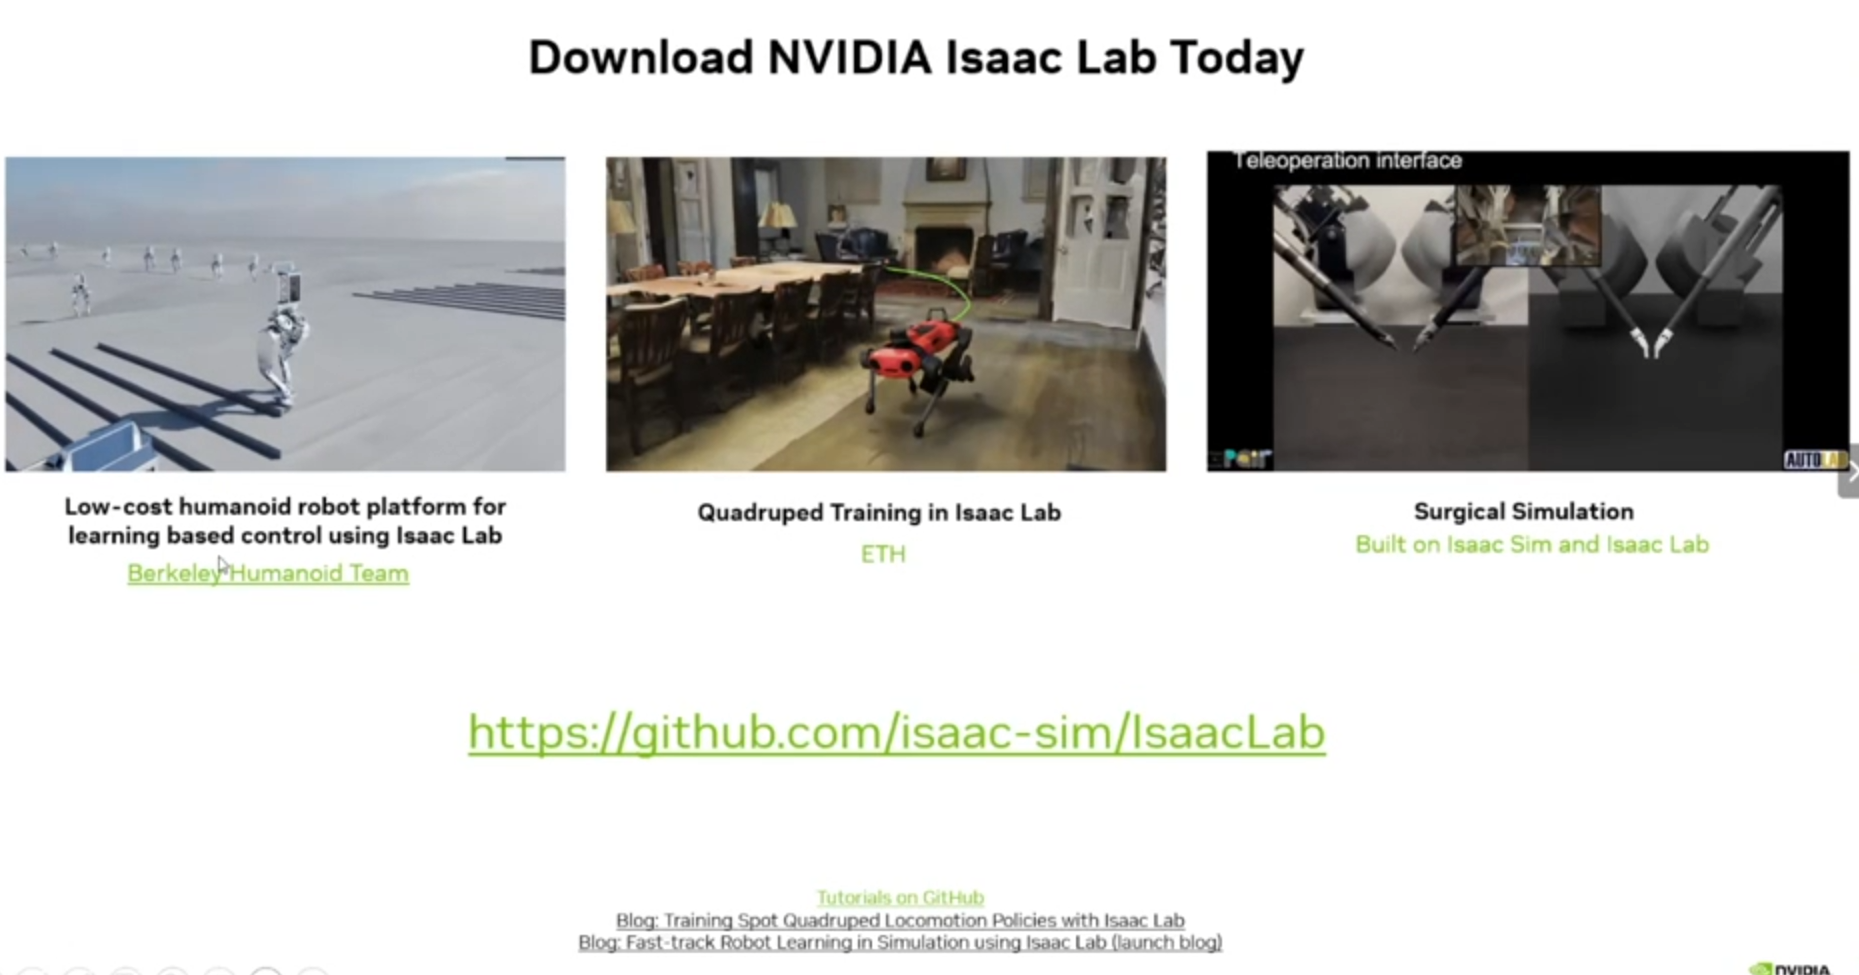 Download NVIDIA Isaac Lab Today
Teleoperation interface
AUTOLAB
Low-cost humanoid robot platform for
learning based control using Isaac Lab
Berkeley Humanoid Team
Quadruped Training in Isaac Lab
ETH
Surgical Simulation
Built on Isaac Sim and Isaac Lab
https://github.com/isaac-sim/IsaacLab
Tutorials on GitHub
Blog: Training Spot Quadruped Locomotion Policies with Isaac Lab
Blog: Fast-track Robot Learning in Simulation using Isaac Lab (launch blog)
NVIDIA